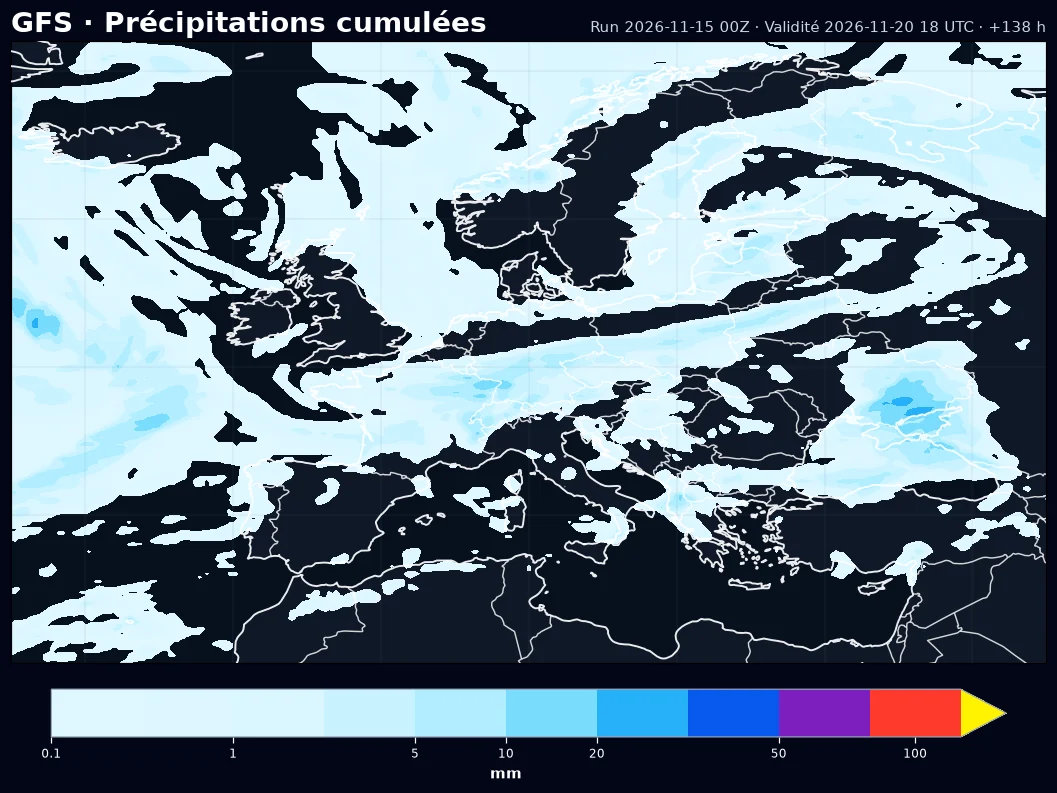 GFS · Précipitations cumulées
Run 2026-11-15 00Z · Validité 2026-11-20 18 UTC · +138 h
0.1 1 5 10 20 50 100
mm